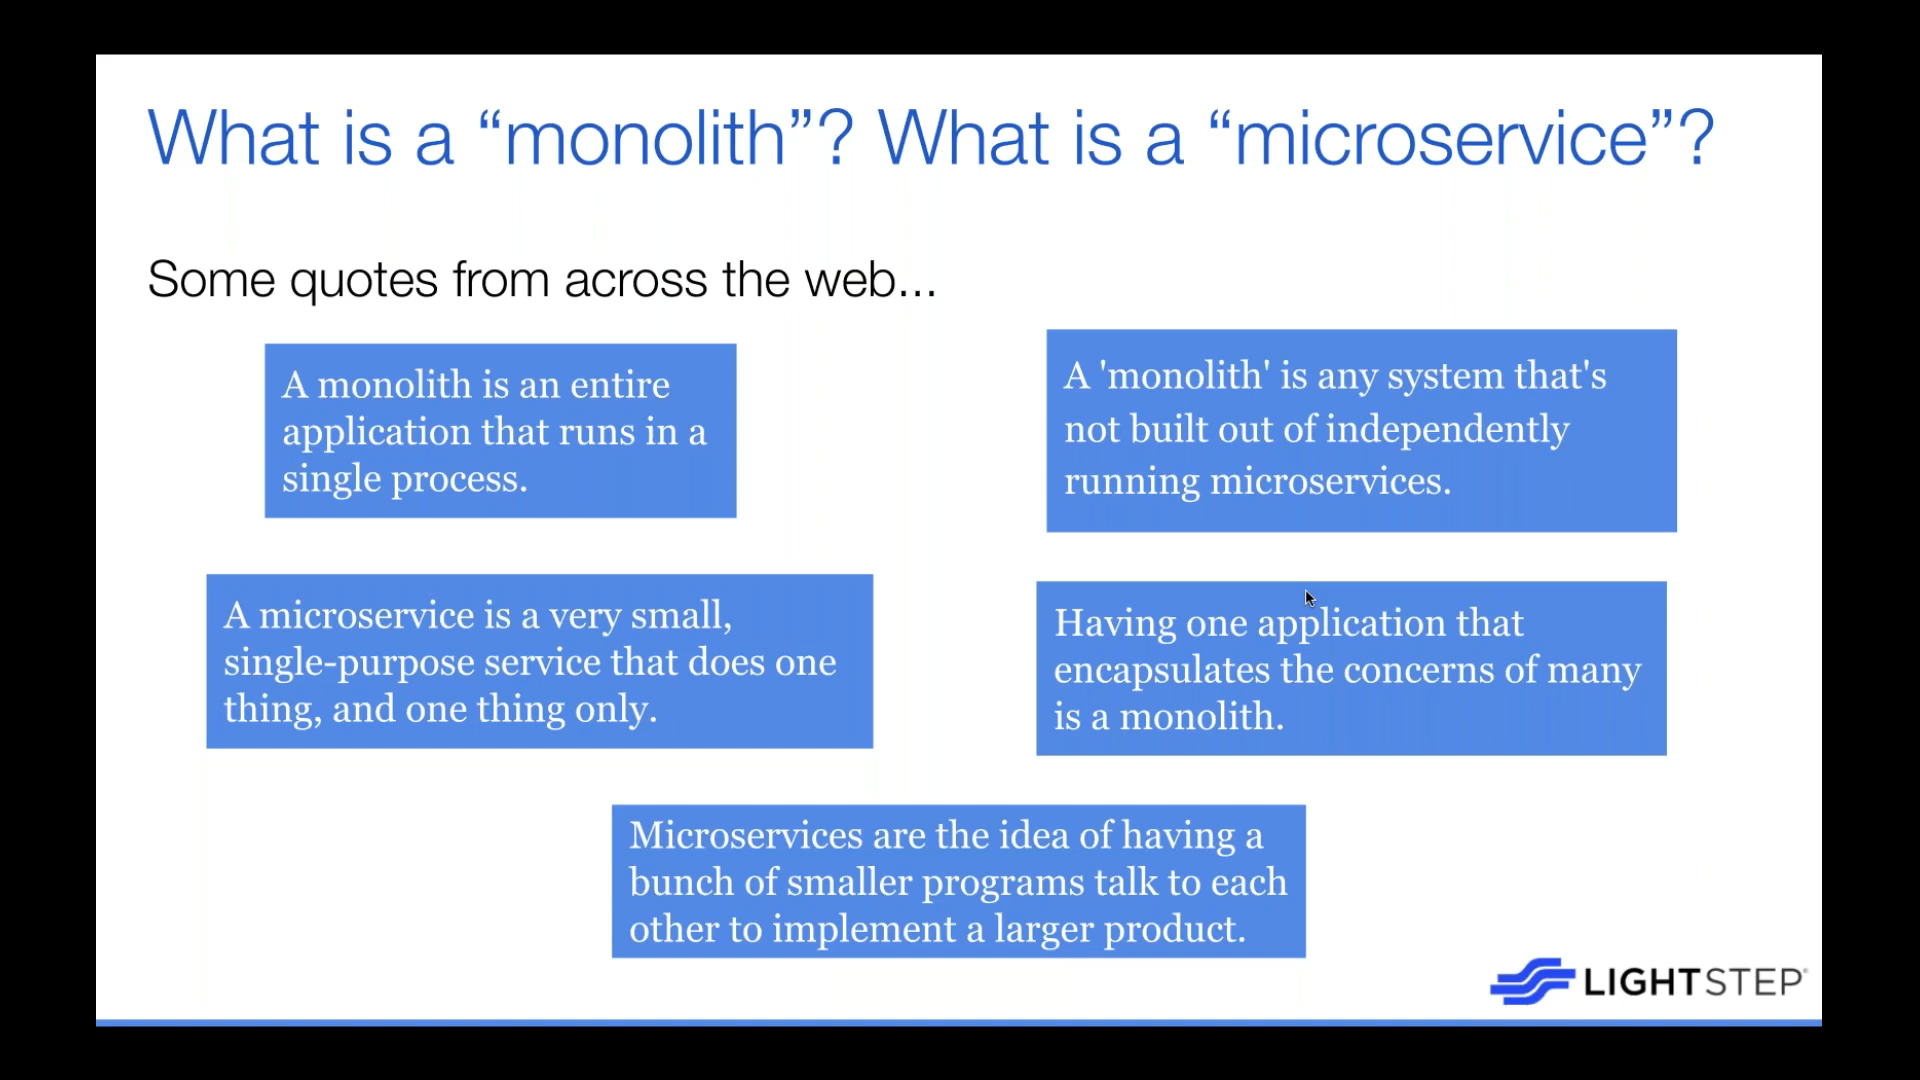 What is a “monolith”? What is a “microservice”?
Some quotes from across the web...
A monolith is an entire
application that runs in a
single process.
A 'monolith' is any system that's
not built out of independently
running microservices.
A microservice is a very small,
single-purpose service that does one
thing, and one thing only.
Having one application that
encapsulates the concerns of many
is a monolith.
Microservices are the idea of having a
bunch of smaller programs talk to each
other to implement a larger product.
LIGHTSTEP